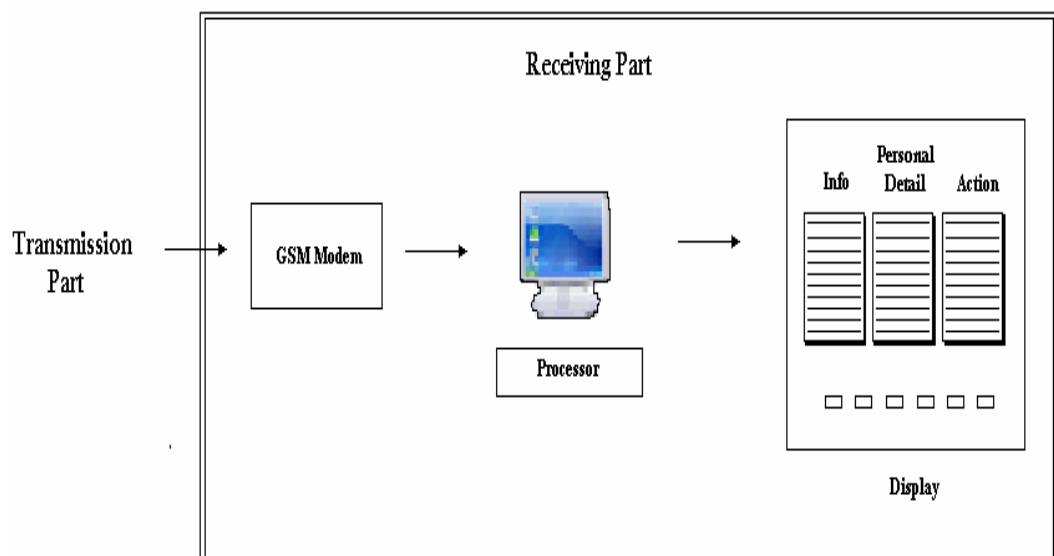 Receiving Part
Personal
Info Detail Action
Transmission
Part
GSM Modem
Processor
Display